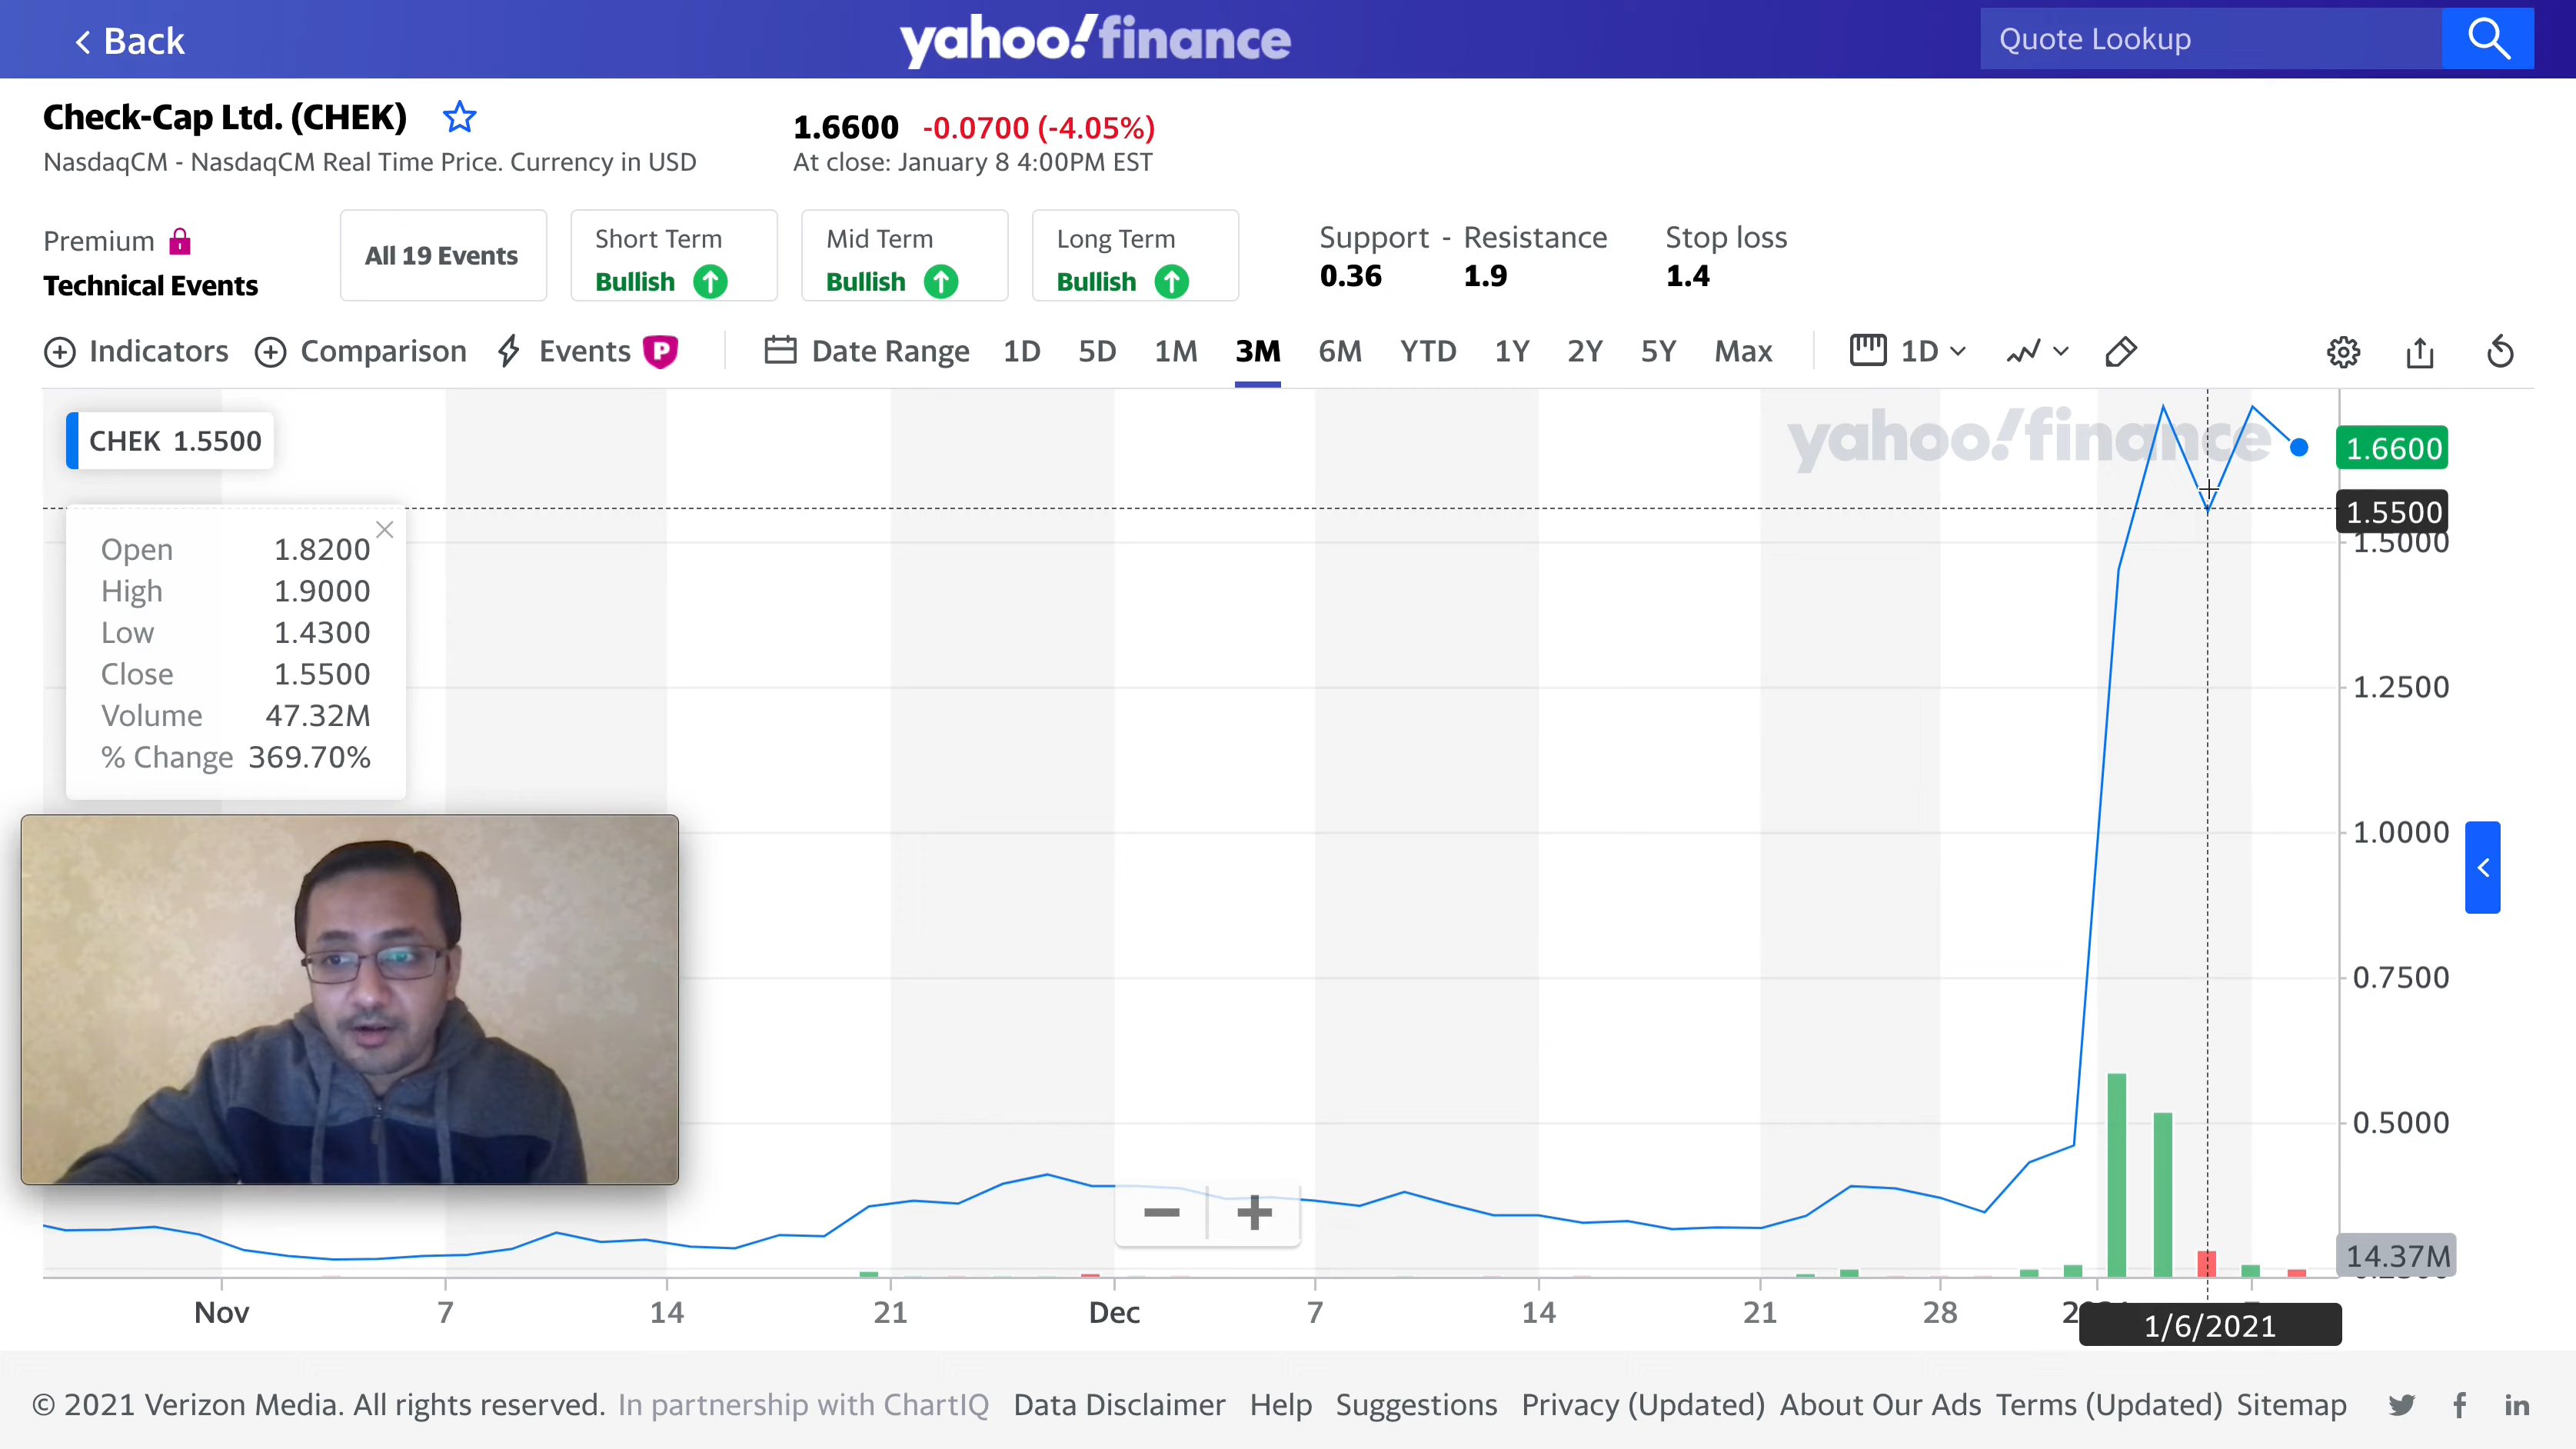 Back
yahoo!finance
Quote Lookup
Check-Cap Ltd. (CHEK)
1.6600 -0.0700 (-4.05%)
NasdaqCM - NasdaqCM Real Time Price. Currency in USD
At close: January 8 4:00PM EST
Premium
Technical Events
All 19 Events
Short Term
Bullish
Mid Term
Bullish
Long Term
Bullish
Support - Resistance
0.36 1.9
Stop loss
1.4
Indicators Comparison Events P Date Range 1D 5D 1M 3M 6M YTD 1Y 2Y 5Y Max 1D
CHEK 1.5500
yahoo!finance
Open 1.8200
High 1.9000
Low 1.4300
Close 1.5500
Volume 47.32M
% Change 369.70%
1.6600
1.5500
1.5000
1.2500
1.0000
0.7500
0.5000
14.37M
Nov 7 14 21 Dec 7 14 21 28
1/6/2021
© 2021 Verizon Media. All rights reserved. In partnership with ChartIQ Data Disclaimer Help Suggestions Privacy (Updated) About Our Ads Terms (Updated) Sitemap